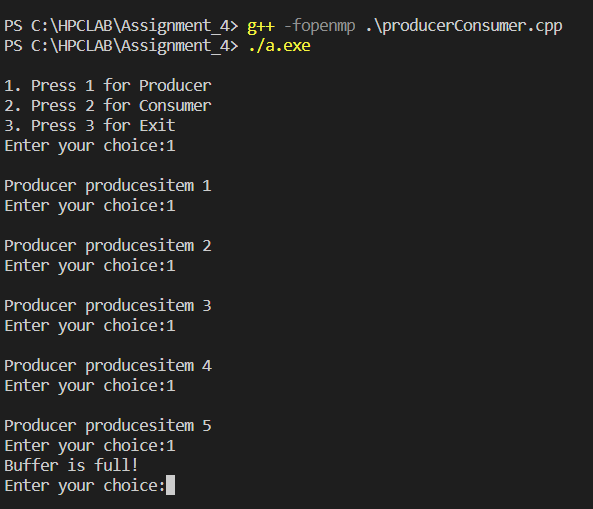 PS C:\HPCLAB\Assignment_4> g++ -fopenmp .\producerConsumer.cpp
PS C:\HPCLAB\Assignment_4> ./a.exe
1. Press 1 for Producer
2. Press 2 for Consumer
3. Press 3 for Exit
Enter your choice:1
Producer producesitem 1
Enter your choice:1
Producer producesitem 2
Enter your choice:1
Producer producesitem 3
Enter your choice:1
Producer producesitem 4
Enter your choice:1
Producer producesitem 5
Enter your choice:1
Buffer is full!
Enter your choice: